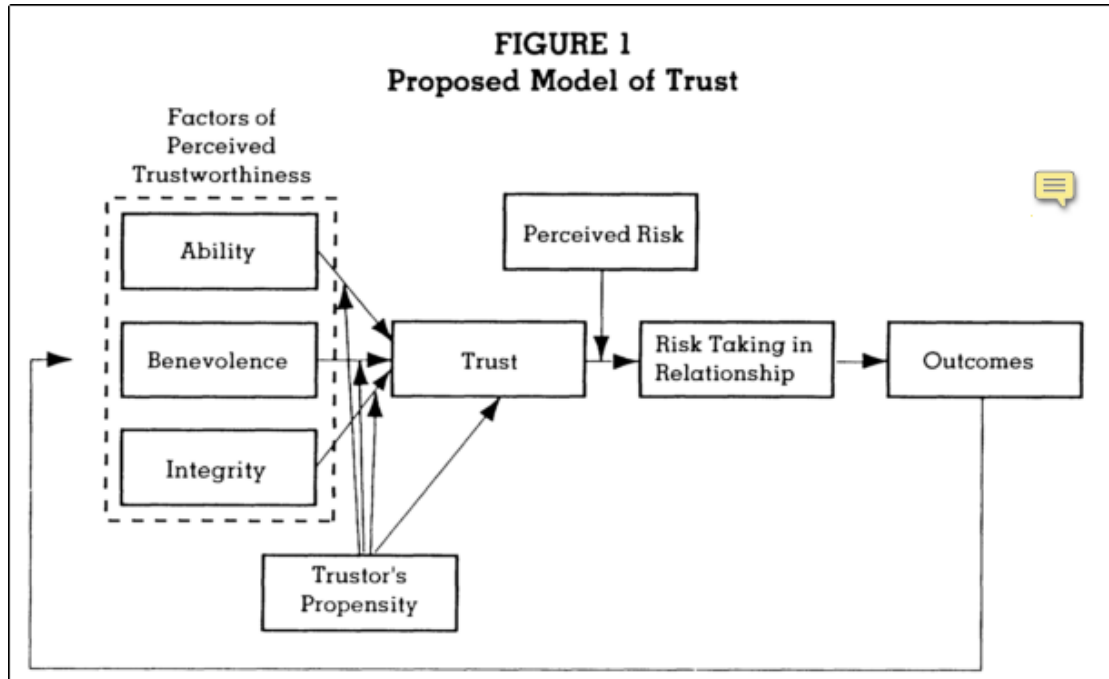 FIGURE 1
Proposed Model of Trust
Factors of
Perceived
Trustworthiness
Ability
Benevolence
Integrity
Trustor's
Propensity
Trust
Perceived Risk
Risk Taking in
Relationship
Outcomes